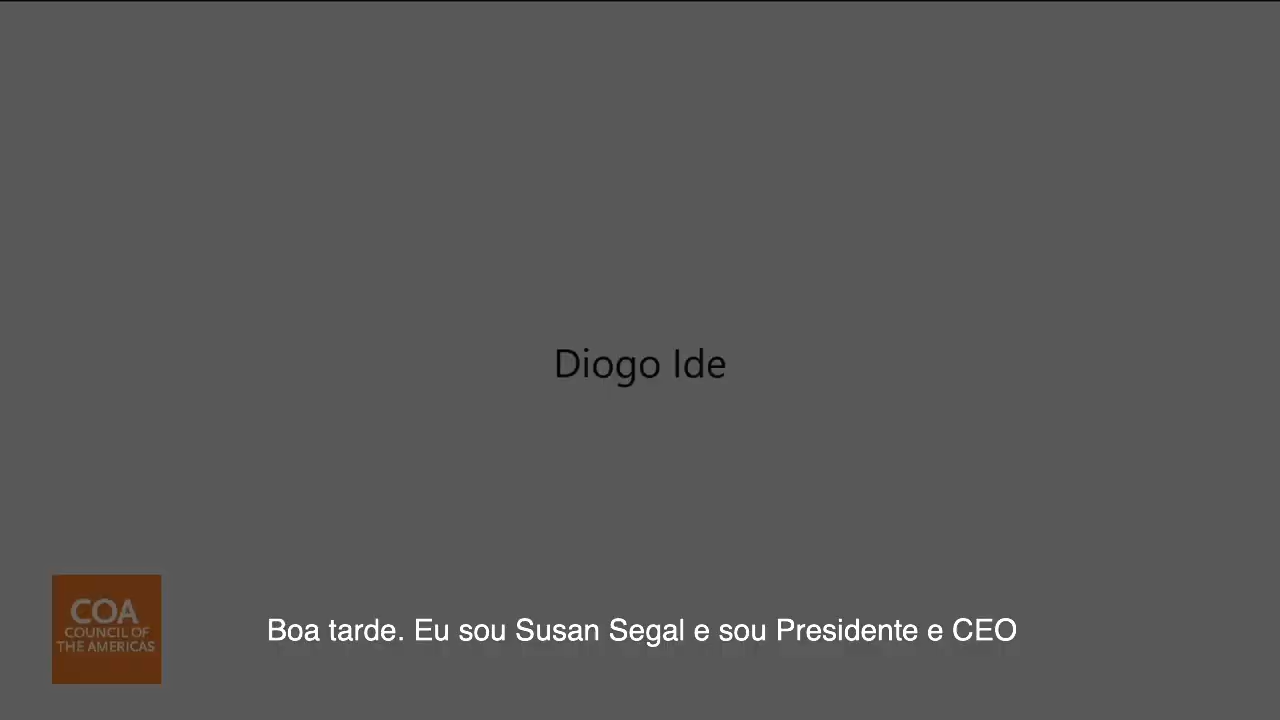 Diogo Ide
COA
COUNCIL OF
THE AMERICAS
Boa tarde. Eu sou Susan Segal e sou Presidente e CEO